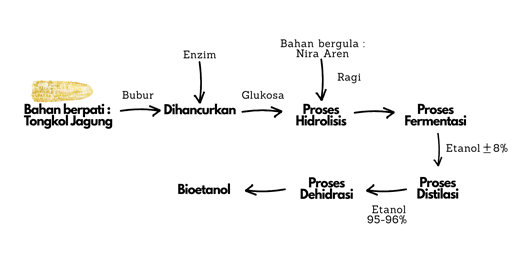 Bahan bergula :
Nira Aren
Enzim
Ragi
Bubur
Glukosa
Bahan berpati :
Tongkol Jagung
Dihancurkan
Proses
Hidrolisis
Proses
Fermentasi
Etanol ±8%
Bioetanol
Proses
Dehidrasi
Proses
Distilasi
Etanol
95-96%